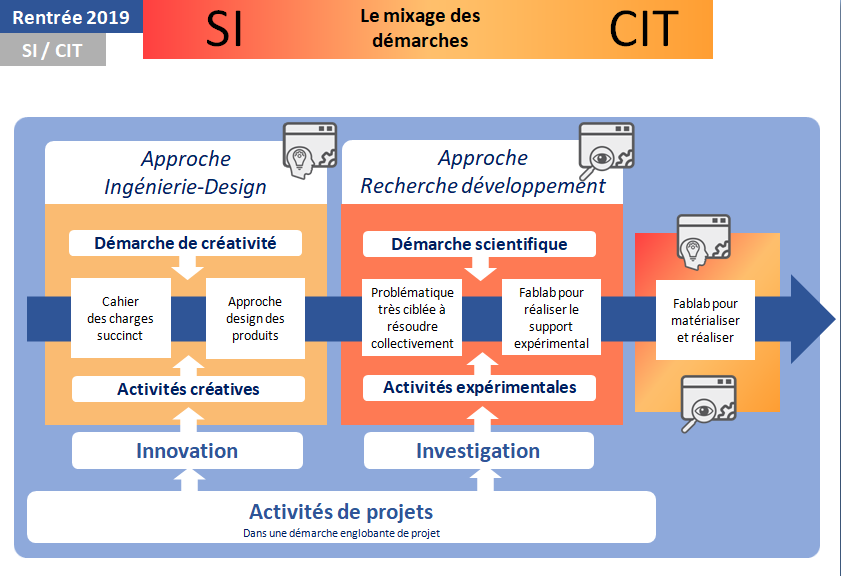 Rentrée 2019
SI / CIT
SI
Le mixage des
démarches
CIT
Approche
Ingénierie-Design
Approche
Recherche développement
Démarche de créativité
Démarche scientifique
Cahier
des charges
succinct
Approche
design des
produits
Problématique
très ciblée à
résoudre
collectivement
Fablab pour
réaliser le
support
expérimental
Fablab pour
matérialiser
et réaliser
Activités créatives
Activités expérimentales
Innovation
Investigation
Activités de projets
Dans une démarche englobante de projet